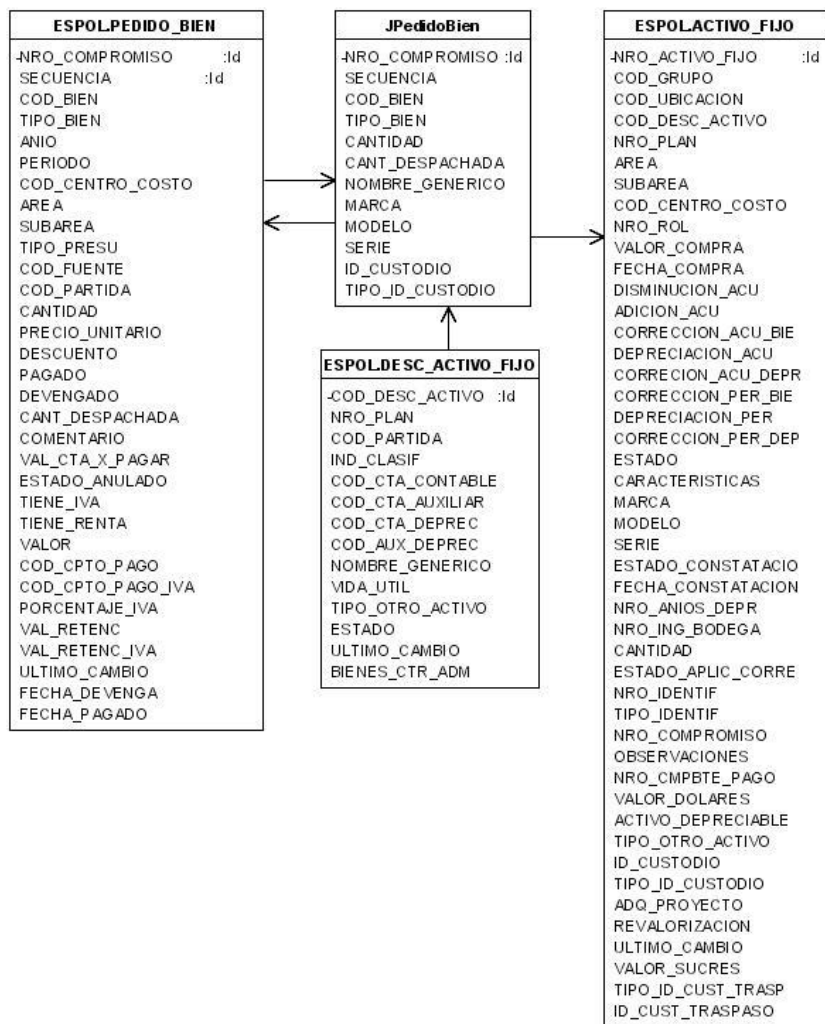 ESPOL.PEDIDO_BIEN
-NRO_COMPROMISO :Id
SECUENCIA :Id
COD_BIEN
TIPO_BIEN
ANIO
PERIODO
COD_CENTRO_COSTO
AREA
SUBAREA
TIPO_PRESU
COD_FUENTE
COD_PARTIDA
CANTIDAD
PRECIO_UNITARIO
DESCUENTO
PAGADO
DEVENGADO
CANT_DESPACHADA
COMENTARIO
VAL_CTA_X_PAGAR
ESTADO_ANULADO
TIENE_IVA
TIENE_RENTA
VALOR
COD_CPTO_PAGO
COD_CPTO_PAGO_IVA
PORCENTAJE_IVA
VAL_RETENC
VAL_RETENC_IVA
ULTIMO_CAMBIO
FECHA_DEVENGA
FECHA_PAGADO
JPedidoBien
-NRO_COMPROMISO :Id
SECUENCIA
COD_BIEN
TIPO_BIEN
CANTIDAD
CANT_DESPACHADA
NOMBRE_GENERICO
MARCA
MODELO
SERIE
ID_CUSTODIO
TIPO_ID_CUSTODIO
ESPOL.DESC_ACTIVO_FIJO
-COD_DESC_ACTIVO :Id
NRO_PLAN
COD_PARTIDA
IND_CLASIF
COD_CTA_CONTABLE
COD_CTA_AUXILIAR
COD_CTA_DEPREC
COD_AUX_DEPREC
NOMBRE_GENERICO
VIDA_UTIL
TIPO_OTRO_ACTIVO
ESTADO
ULTIMO_CAMBIO
BIENES_CTR_ADM
ESPOL.ACTIVO_FIJO
-NRO_ACTIVO_FIJO :Id
COD_GRUPO
COD_UBICACION
COD_DESC_ACTIVO
NRO_PLAN
AREA
SUBAREA
COD_CENTRO_COSTO
NRO_ROL
VALOR_COMPRA
FECHA_COMPRA
DISMINUCION_ACU
ADICION_ACU
CORRECCION_ACU_BIE
DEPRECIACION_ACU
CORRECION_ACU_DEPR
CORRECCION_PER_BIE
DEPRECIACION_PER
CORRECCION_PER_DEP
ESTADO
CARACTERISTICAS
MARCA
MODELO
SERIE
ESTADO_CONSTATACIO
FECHA_CONSTATACION
NRO_ANIOS_DEPR
NRO_ING_BODEGA
CANTIDAD
ESTADO_APLIC_CORRE
NRO_IDENTIF
TIPO_IDENTIF
NRO_COMPROMISO
OBSERVACIONES
NRO_CMPBTE_PAGO
VALOR_DOLARES
ACTIVO_DEPRECIABLE
TIPO_OTRO_ACTIVO
ID_CUSTODIO
TIPO_ID_CUSTODIO
ADQ_PROYECTO
REVALORIZACION
ULTIMO_CAMBIO
VALOR_SUCRES
TIPO_ID_CUST_TRASP
ID_CUST_TRASPASO